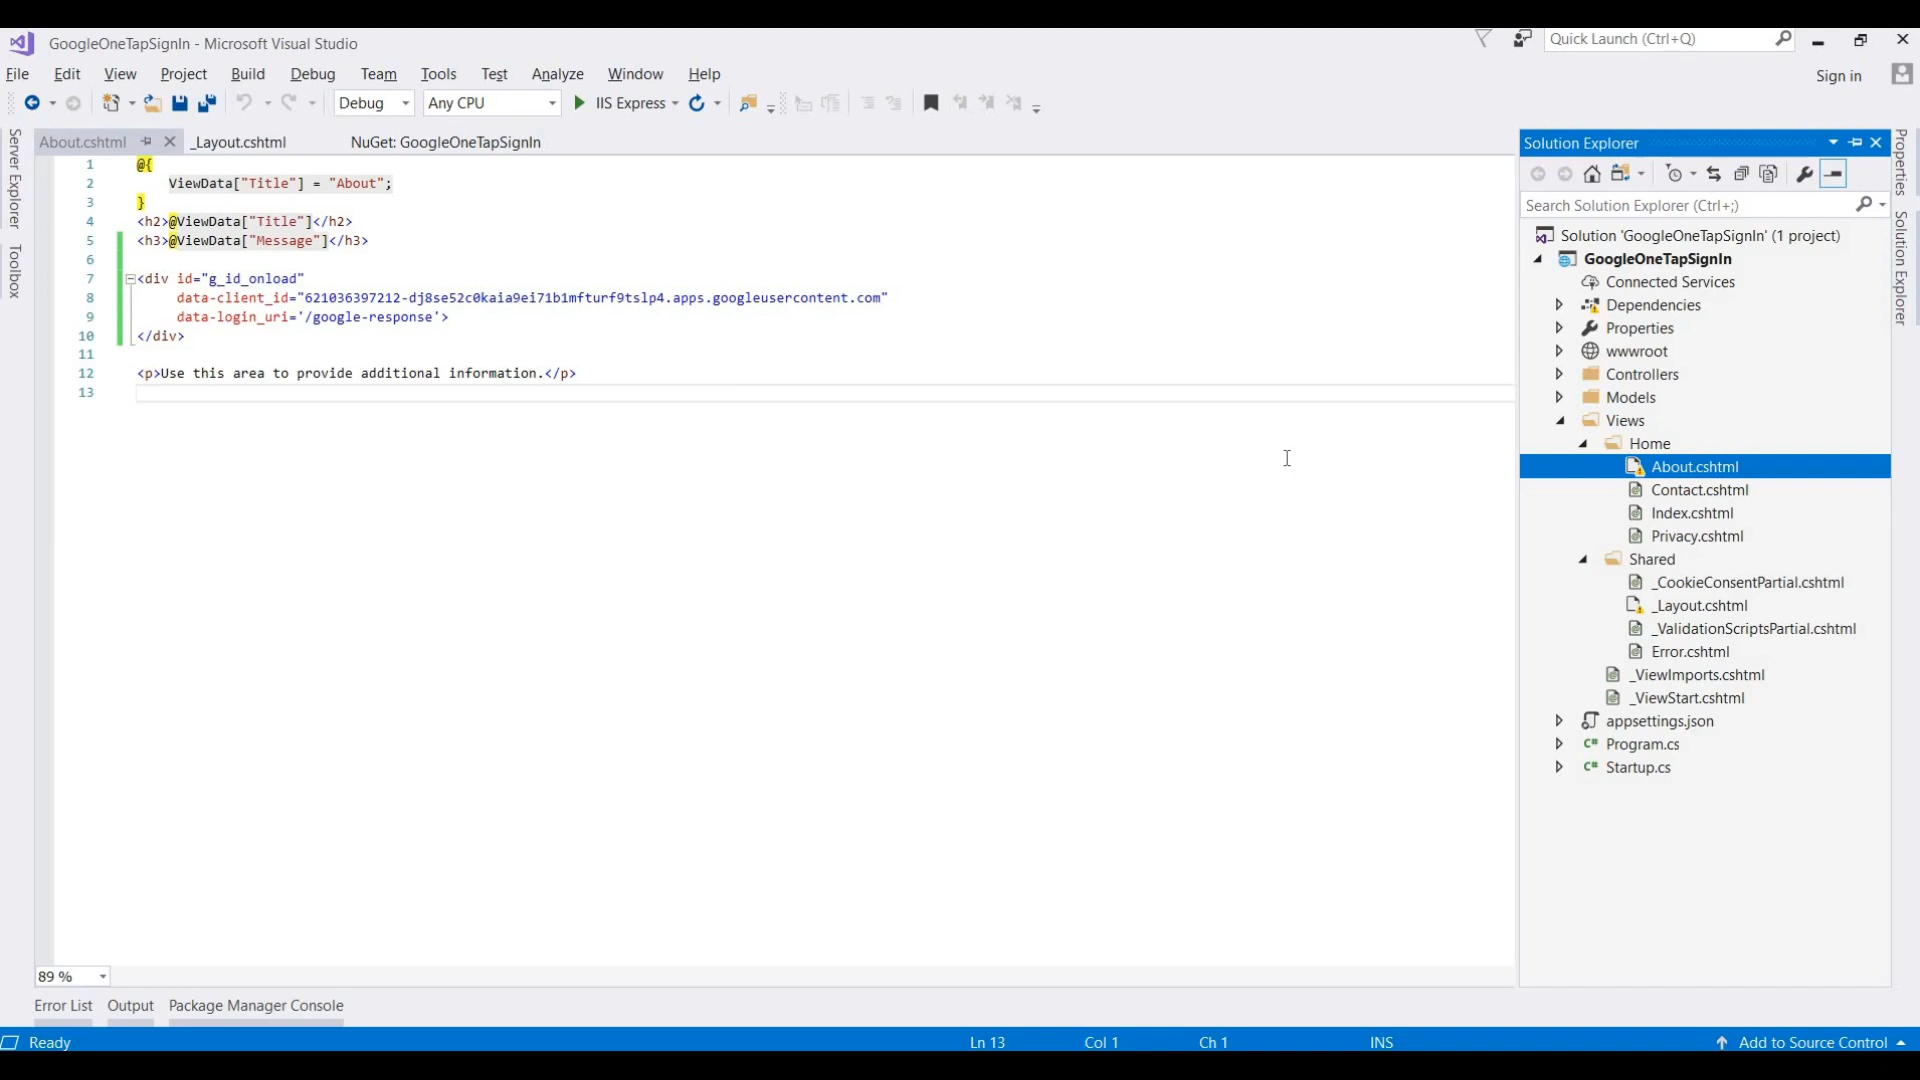 GoogleOneTapSignIn - Microsoft Visual Studio
Quick Launch (Ctrl+Q)
File Edit View Project Build Debug Team Tools Test Analyze Window Help
Sign in
Debug Any CPU IIS Express
Server Explorer
Toolbox
About.cshtml _Layout.cshtml NuGet: GoogleOneTapSignIn
1 @{
2 ViewData["Title"] = "About";
3 }
4 <h2>@ViewData["Title"]</h2>
5 <h3>@ViewData["Message"]</h3>
6
7 <div id="g_id_onload"
8 data-client_id="621036397212-dj8se52c0kaia9ei71b1mfturf9tslp4.apps.googleusercontent.com"
9 data-login_uri='/google-response'>
10 </div>
11
12 <p>Use this area to provide additional information.</p>
13
89 %
Solution Explorer
Search Solution Explorer (Ctrl+;)
Solution 'GoogleOneTapSignIn' (1 project)
GoogleOneTapSignIn
Connected Services
Dependencies
Properties
wwwroot
Controllers
Models
Views
Home
About.cshtml
Contact.cshtml
Index.cshtml
Privacy.cshtml
Shared
_CookieConsentPartial.cshtml
_Layout.cshtml
_ValidationScriptsPartial.cshtml
Error.cshtml
_ViewImports.cshtml
_ViewStart.cshtml
appsettings.json
C# Program.cs
C# Startup.cs
Properties
Solution Explorer
Error List Output Package Manager Console
Ready Ln 13 Col 1 Ch 1 INS Add to Source Control